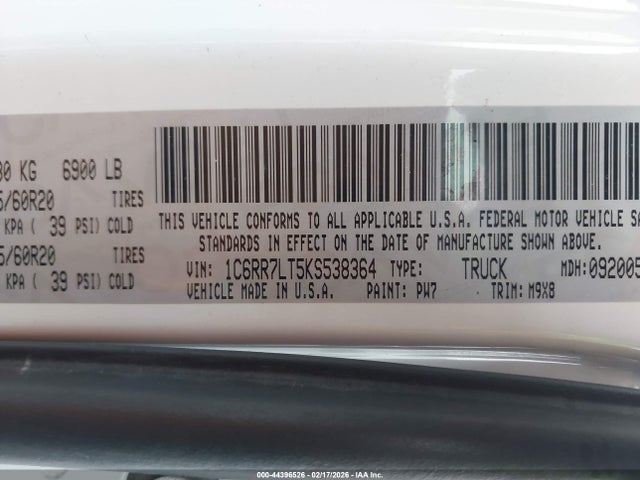 30 KG 6900 LB
5/60R20 TIRES
KPA ( 39 PSI) COLD
5/60R20 TIRES
KPA ( 39 PSI) COLD
THIS VEHICLE CONFORMS TO ALL APPLICABLE U.S.A. FEDERAL MOTOR VEHICLE SA
STANDARDS IN EFFECT ON THE DATE OF MANUFACTURE SHOWN ABOVE.
VIN: 1C6RR7LT5KS538364 TYPE: TRUCK MDH:092005
VEHICLE MADE IN U.S.A. PAINT: PW7 TRIM: M9X8
000-44396526 - 02/17/2026 - IAA Inc.